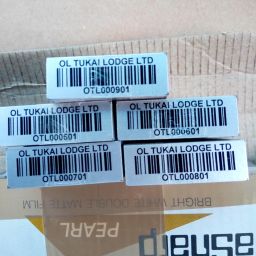 OL TUKAI LODGE LTD
OTL000901
OL TUKAI LODGE LTD
OTL000501
OL TUKAI LODGE LTD
OTL000601
OL TUKAI LODGE LTD
OTL000701
OL TUKAI LODGE LTD
OTL000801
BRIGHT WHITE DOUBLE MATTE FILM
PEARL
asharp